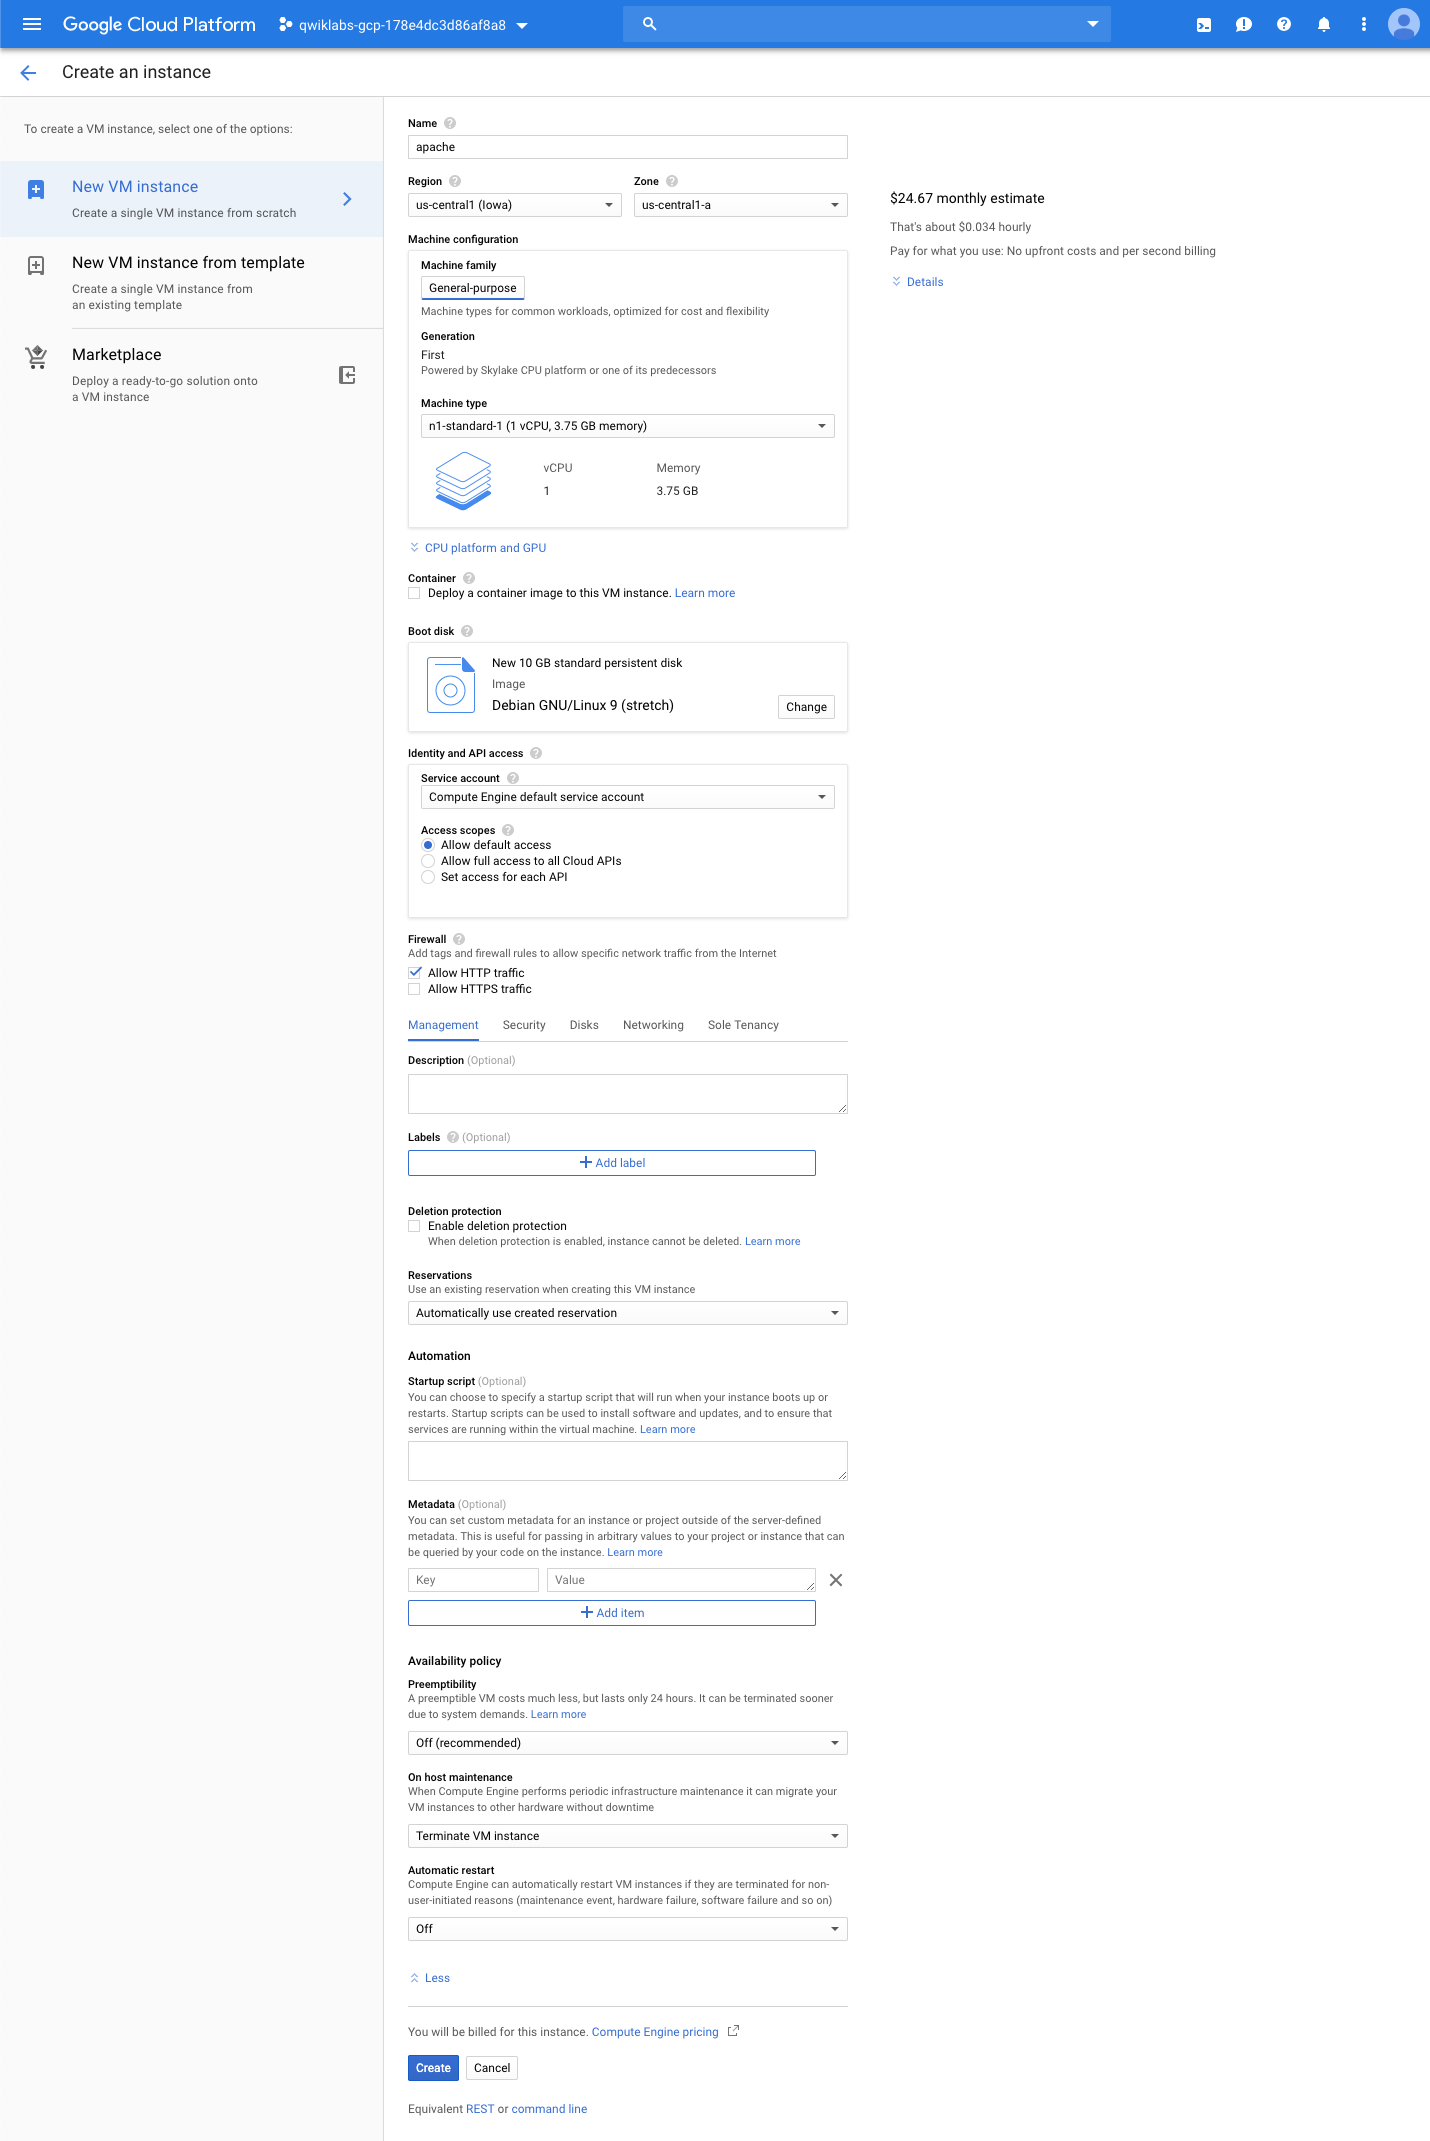 Google Cloud Platform
qwiklabs-gcp-178e4dc3d86af8a8
Create an instance
To create a VM instance, select one of the options:
New VM instance
Create a single VM instance from scratch
New VM instance from template
Create a single VM instance from
an existing template
Marketplace
Deploy a ready-to-go solution onto
a VM instance
Name
apache
Region
Zone
us-central1 (Iowa)
us-central1-a
Machine configuration
Machine family
General-purpose
Machine types for common workloads, optimized for cost and flexibility
Generation
First
Powered by Skylake CPU platform or one of its predecessors
Machine type
n1-standard-1 (1 vCPU, 3.75 GB memory)
vCPU
Memory
1
3.75 GB
CPU platform and GPU
Container
Deploy a container image to this VM instance. Learn more
Boot disk
New 10 GB standard persistent disk
Image
Debian GNU/Linux 9 (stretch)
Change
Identity and API access
Service account
Compute Engine default service account
Access scopes
Allow default access
Allow full access to all Cloud APIs
Set access for each API
Firewall
Add tags and firewall rules to allow specific network traffic from the Internet
Allow HTTP traffic
Allow HTTPS traffic
Management
Security
Disks
Networking
Sole Tenancy
Description (Optional)
Labels (Optional)
Add label
Deletion protection
Enable deletion protection
When deletion protection is enabled, instance cannot be deleted. Learn more
Reservations
Use an existing reservation when creating this VM instance
Automatically use created reservation
Automation
Startup script (Optional)
You can choose to specify a startup script that will run when your instance boots up or
restarts. Startup scripts can be used to install software and updates, and to ensure that
services are running within the virtual machine. Learn more
Metadata (Optional)
You can set custom metadata for an instance or project outside of the server-defined
metadata. This is useful for passing in arbitrary values to your project or instance that can
be queried by your code on the instance. Learn more
Key
Value
Add item
Availability policy
Preemptibility
A preemptible VM costs much less, but lasts only 24 hours. It can be terminated sooner
due to system demands. Learn more
Off (recommended)
On host maintenance
When Compute Engine performs periodic infrastructure maintenance it can migrate your
VM instances to other hardware without downtime
Terminate VM instance
Automatic restart
Compute Engine can automatically restart VM instances if they are terminated for non-
user-initiated reasons (maintenance event, hardware failure, software failure and so on)
Off
Less
You will be billed for this instance. Compute Engine pricing
Create
Cancel
Equivalent REST or command line
$24.67 monthly estimate
That's about $0.034 hourly
Pay for what you use: No upfront costs and per second billing
Details